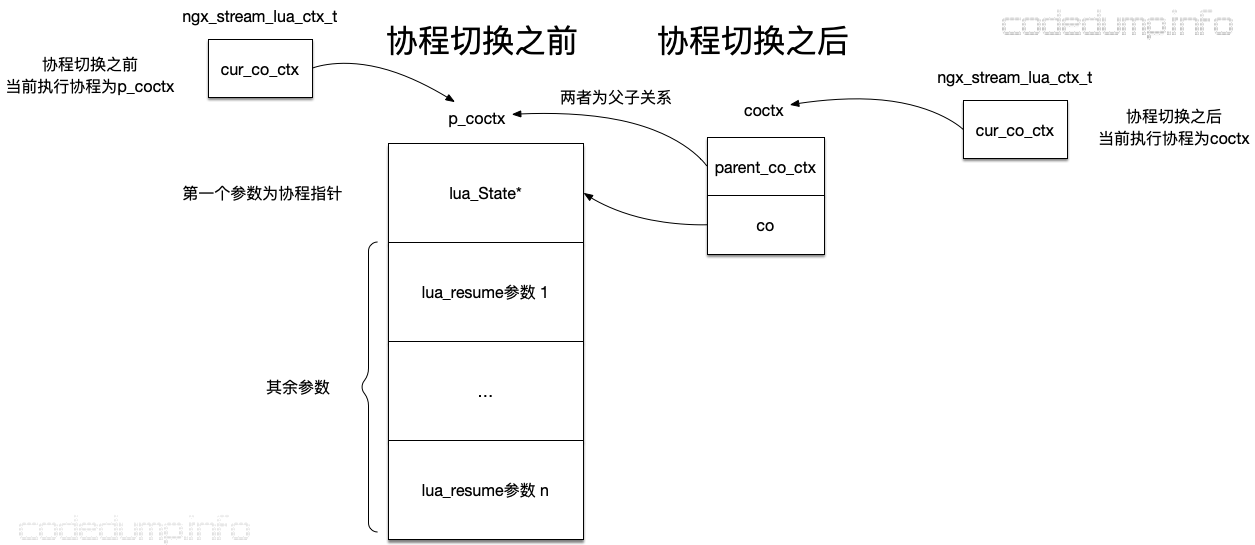 ngx_stream_lua_ctx_t
协程切换之前
协程切换之后
codedump.info
协程切换之前
当前执行协程为p_coctx
cur_co_ctx
p_coctx
两者为父子关系
coctx
ngx_stream_lua_ctx_t
cur_co_ctx
协程切换之后
当前执行协程为coctx
parent_co_ctx
第一个参数为协程指针
lua_State*
co
lua_resume参数 1
其余参数
...
lua_resume参数 n
codedump.info